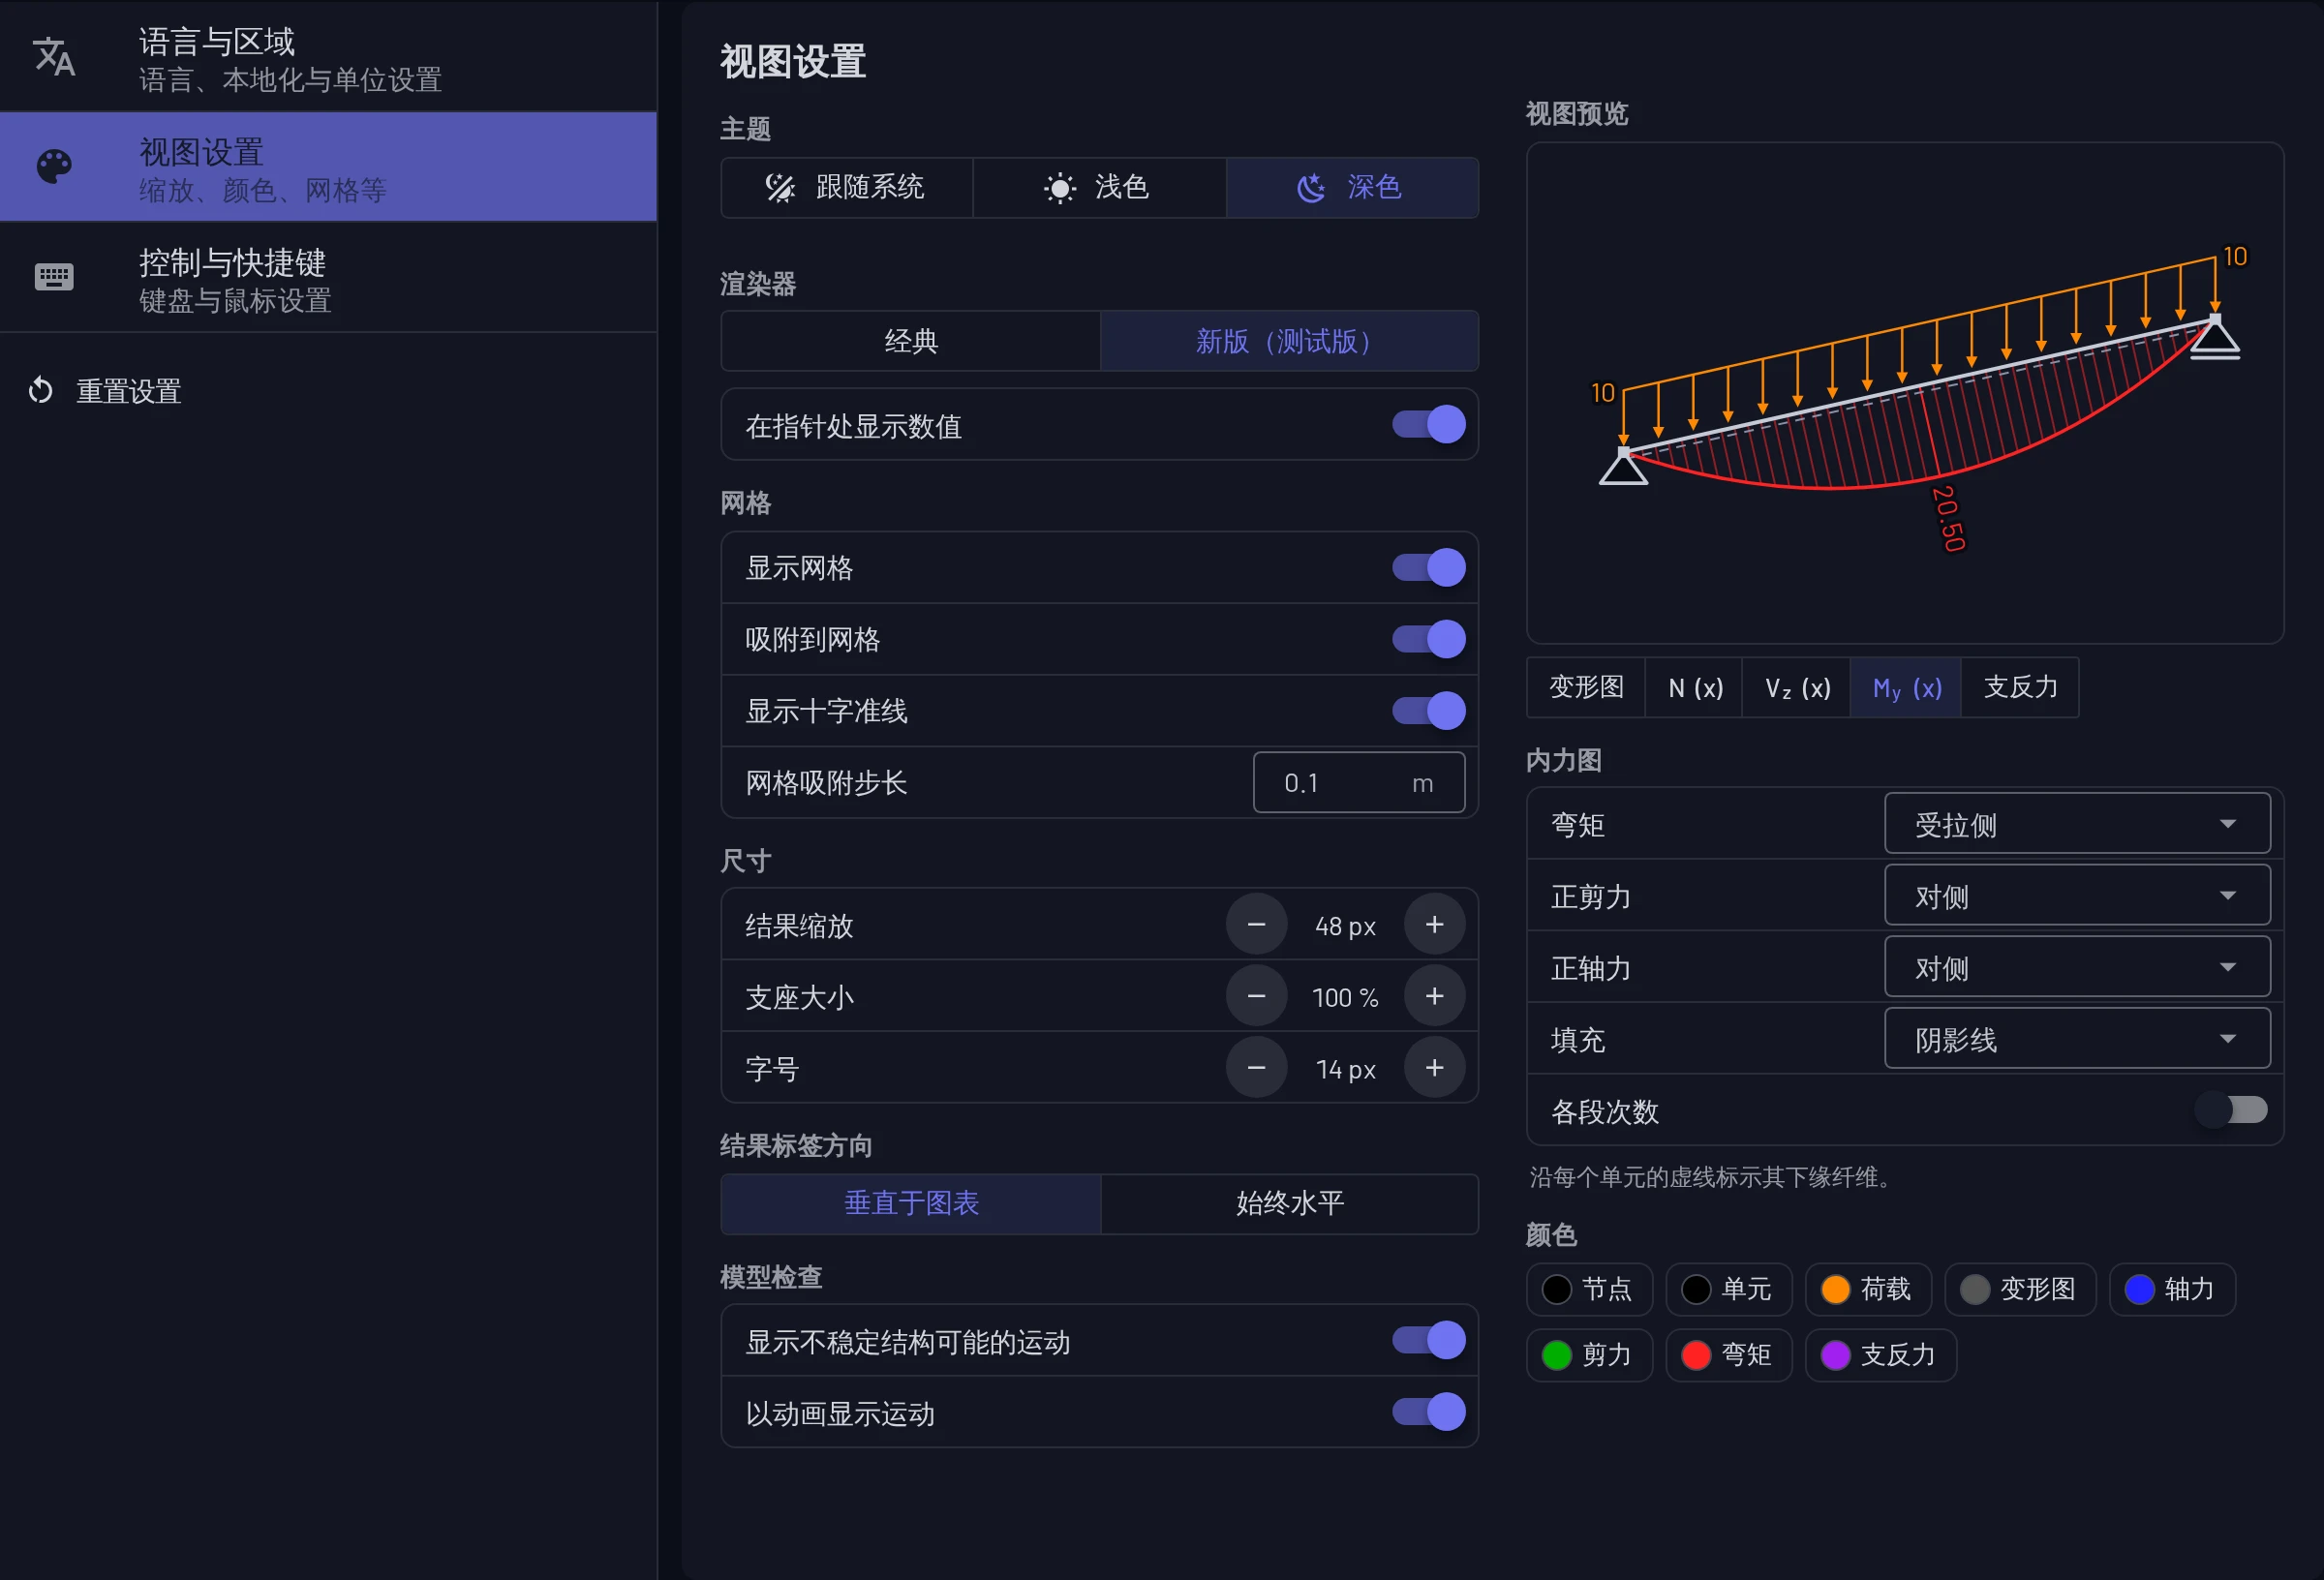 语言与区域
语言、本地化与单位设置
视图设置
缩放、颜色、网格等
控制与快捷键
键盘与鼠标设置
重置设置
视图设置
主题
跟随系统
浅色
深色
渲染器
经典
新版（测试版）
在指针处显示数值
网格
显示网格
吸附到网格
显示十字准线
网格吸附步长
0.1 m
尺寸
结果缩放
48 px
支座大小
100 %
字号
14 px
结果标签方向
垂直于图表
始终水平
模型检查
显示不稳定结构可能的运动
以动画显示运动
视图预览
10
10
20.50
变形图
N (x)
Vz (x)
My (x)
支反力
内力图
弯矩
受拉侧
正剪力
对侧
正轴力
对侧
填充
阴影线
各段次数
沿每个单元的虚线标示其下缘纤维。
颜色
节点
单元
荷载
变形图
轴力
剪力
弯矩
支反力